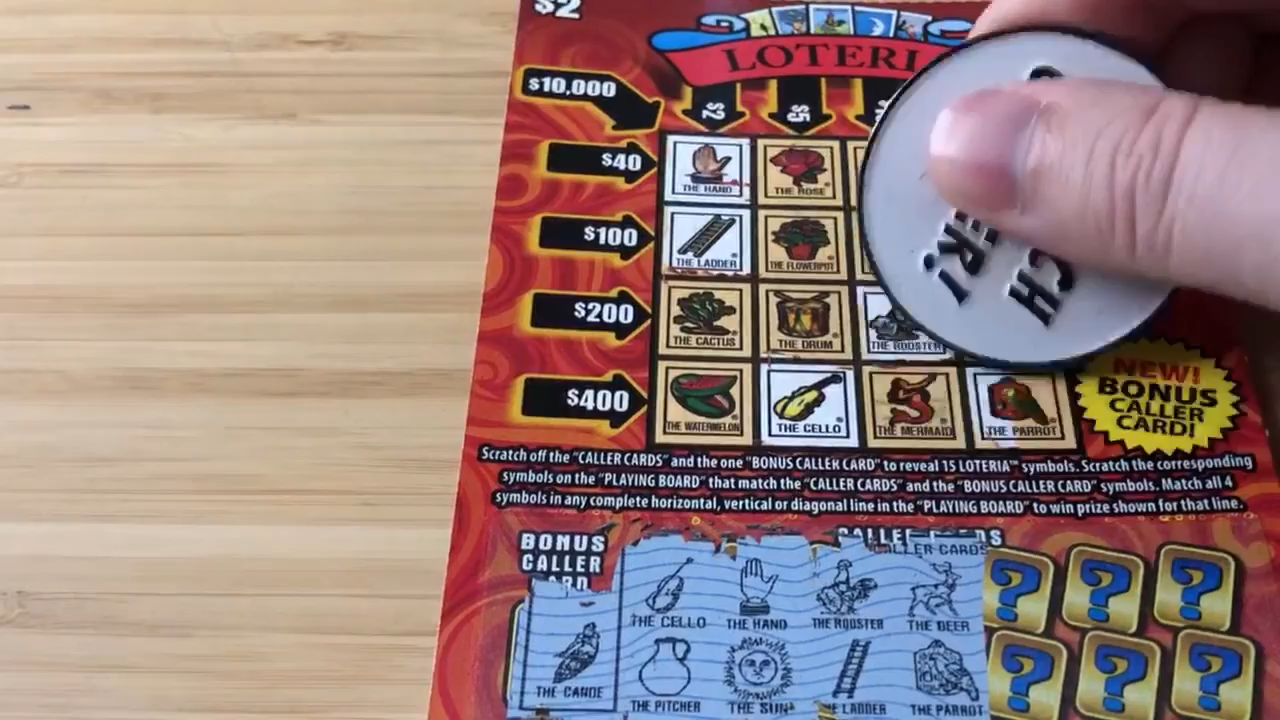 $2
LOTERI
$10,000
$2
$5
$40
$100
$200
$400
THE HAND
THE ROSE
THE LADDER
THE FLOWERPOT
THE CACTUS
THE DRUM
THE ROOSTER
THE WATERMELON
THE CELLO
THE MERMAID
THE PARROT
CH
ER!
NEW!
BONUS
CALLER
CARD!
Scratch off the "CALLER CARDS" and the one "BONUS CALLER CARD" to reveal 15 LOTERIA™ symbols. Scratch the corresponding
symbols on the "PLAYING BOARD" that match the "CALLER CARDS" and the "BONUS CALLER CARD" symbols. Match all 4
symbols in any complete horizontal, vertical or diagonal line in the "PLAYING BOARD" to win prize shown for that line.
BONUS
CALLER
CARD
CALLER CARDS
CALLER CARDS
THE CELLO
THE HAND
THE ROOSTER
THE DEER
THE CANOE
THE PITCHER
THE SUN
THE LADDER
THE PARROT
? ? ?
? ? ?